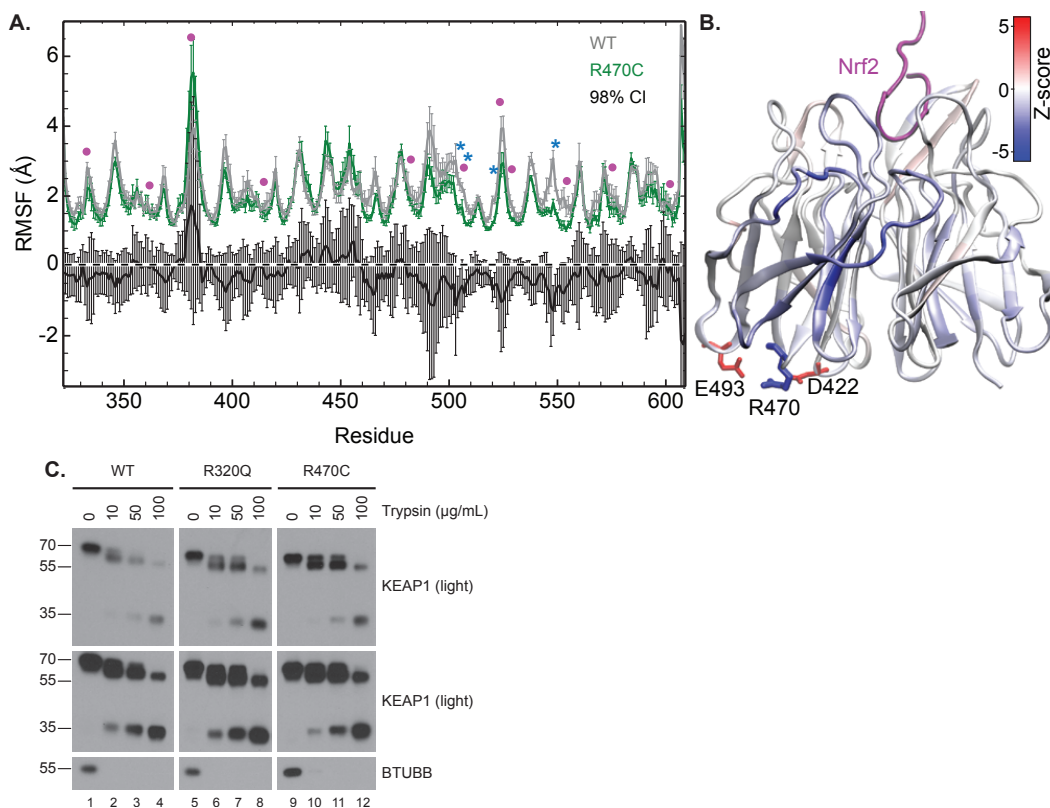 A.
WT
R470C
98% CI
RMSF (Å)
6
4
2
0
-2
350 400 450 500 550 600
Residue
B.
Nrf2
5
0
-5
Z-score
E493
R470
D422
C.
WT R320Q R470C
0 10 50 100 0 10 50 100 0 10 50 100 Trypsin (µg/mL)
70
55
35
KEAP1 (light)
70
55
35
KEAP1 (light)
55
BTUBB
1 2 3 4 5 6 7 8 9 10 11 12